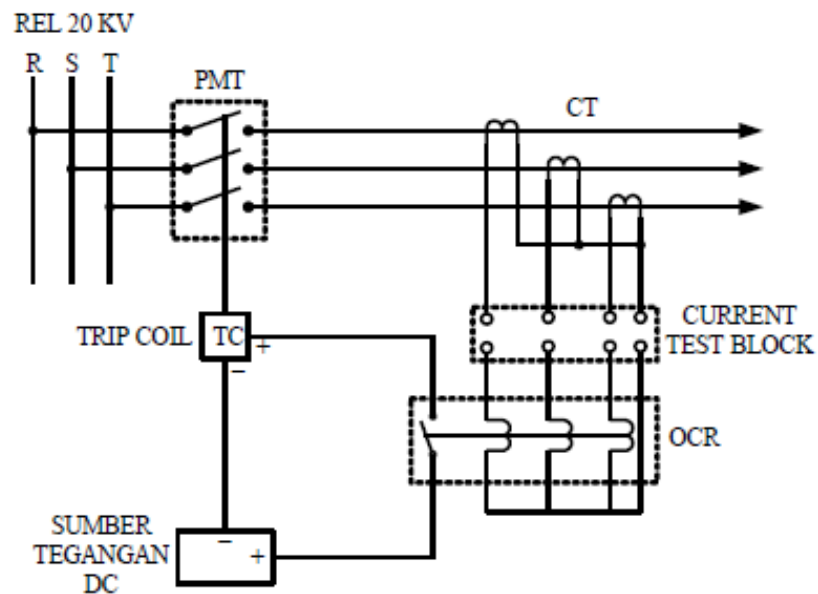 REL 20 KV
R S T
PMT
CT
TRIP COIL
TC
+
−
CURRENT
TEST BLOCK
OCR
SUMBER
TEGANGAN
DC
−
+